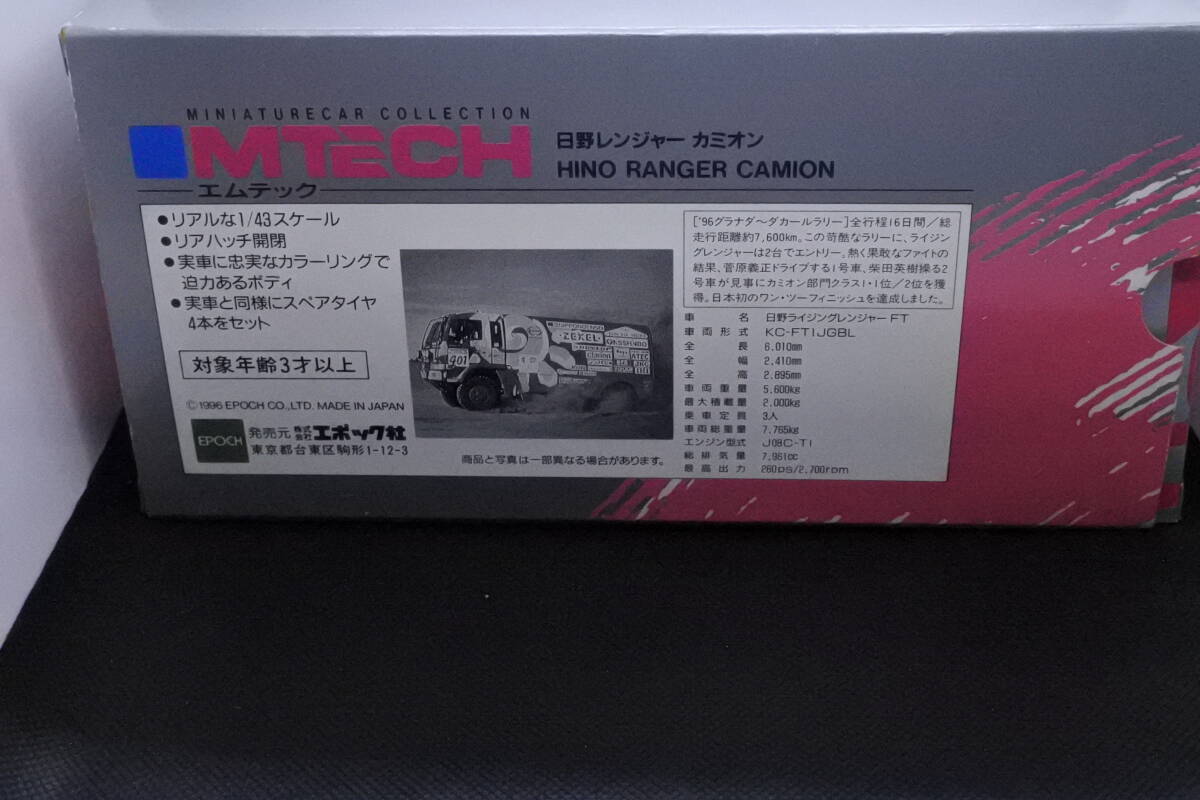 MINIATURECAR COLLECTION
MTECH
エムテック
日野レンジャー カミオン
HINO RANGER CAMION
●リアルな1/43スケール
●リアハッチ開閉
●実車に忠実なカラーリングで
迫力あるボディ
●実車と同様にスペアタイヤ
4本をセット
対象年齢3才以上
©1996 EPOCH CO., LTD. MADE IN JAPAN
EPOCH
発売元 株式会社エポック社
東京都台東区駒形1-12-3
901
ZEXEL
商品と写真は一部異なる場合があります。
['96グラナダ〜ダカールラリー]全行程16日間/総
走行距離約7,600km。この苛酷なラリーに、ライジン
グレンジャーは2台でエントリー。熱く果敢なファイトの
結果、菅原義正ドライブする1号車、柴田英樹操る2
号車が見事にカミオン部門クラス1・1位/2位を獲
得。日本初のワン・ツーフィニッシュを達成しました。
車名 日野ライジングレンジャーFT
車両形式 KC-FT1JGBL
全長 6.010mm
全幅 2.410mm
全高 2.895mm
車両重量 5.600kg
最大積載量 2.000kg
乗車定員 3人
車両総重量 7.765kg
エンジン型式 J08C-TI
総排気量 7,961cc
最高出力 260ps/2,700rpm